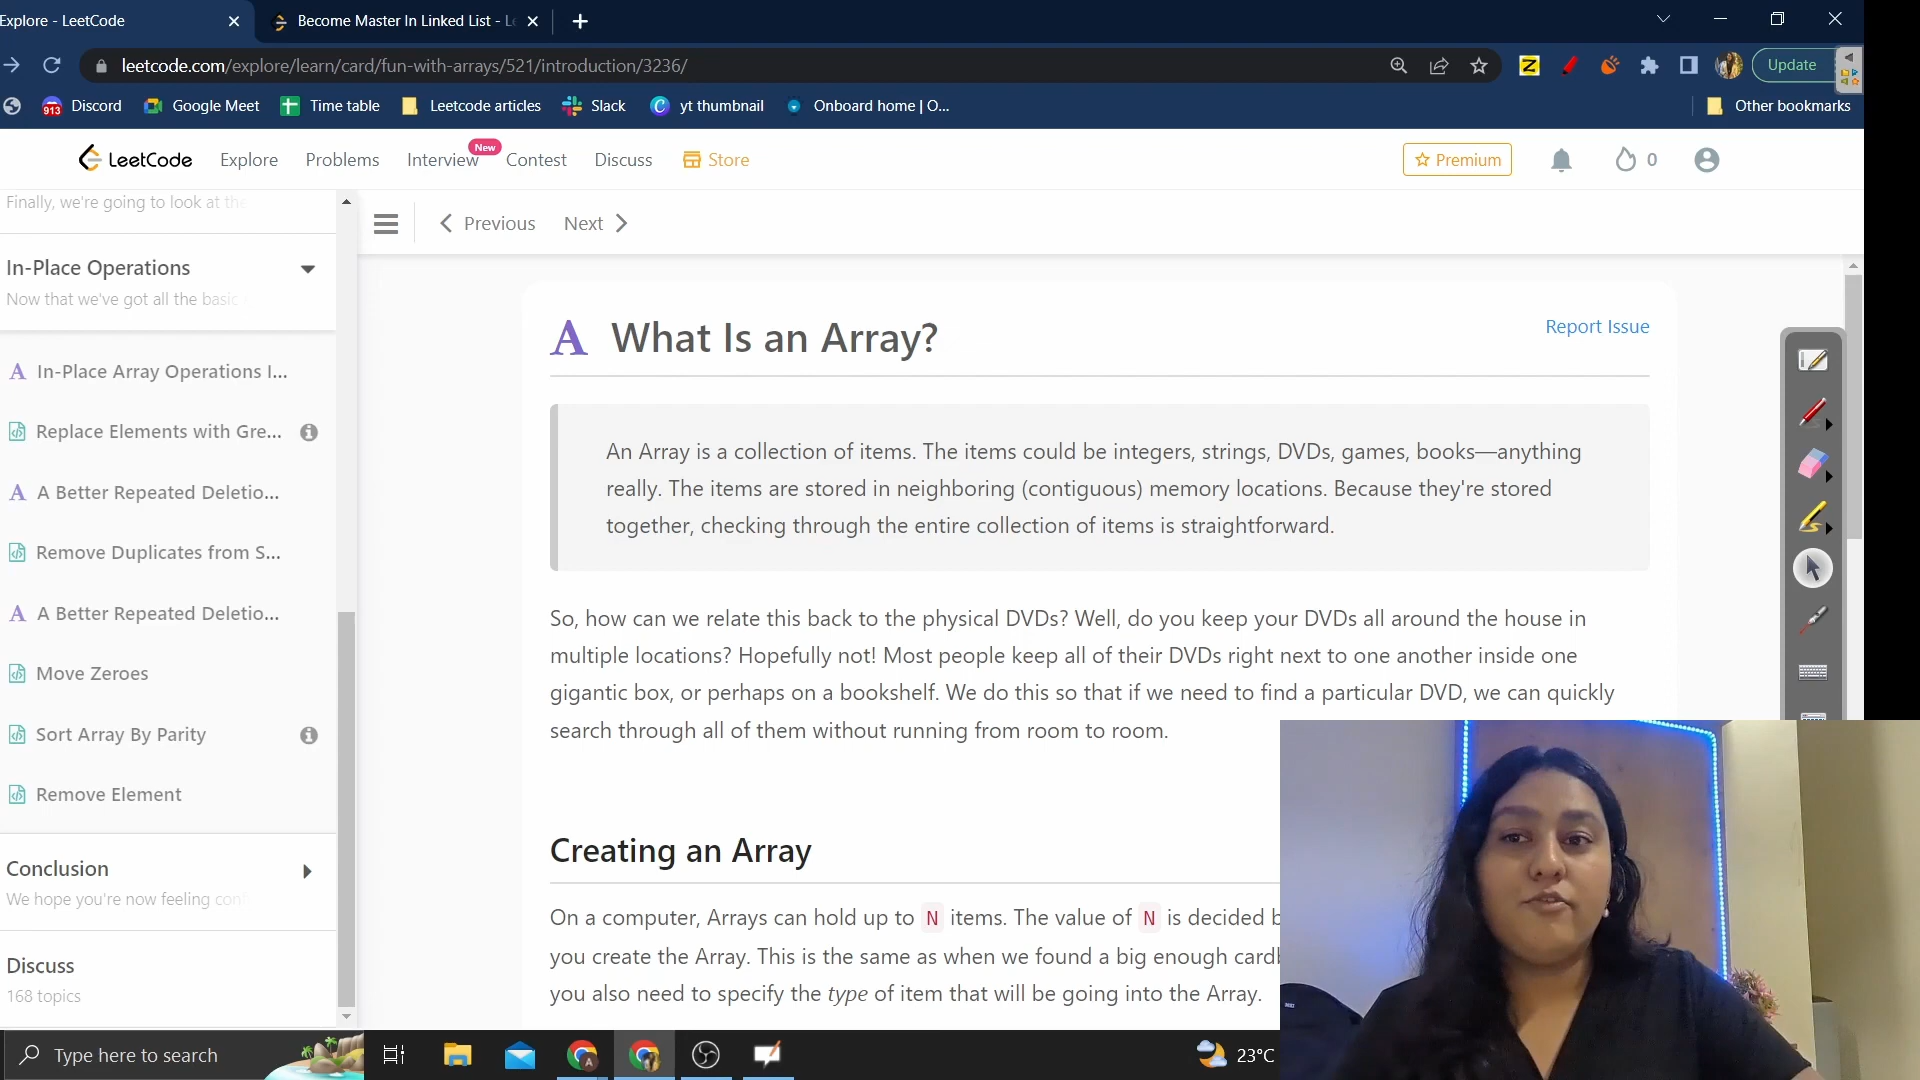 Explore - LeetCode
Become Master In Linked List - Le
leetcode.com/explore/learn/card/fun-with-arrays/521/introduction/3236/
Update
913 Discord
Google Meet
Time table
Leetcode articles
Slack
yt thumbnail
Onboard home | O...
Other bookmarks
LeetCode
Explore
Problems
Interview
New
Contest
Discuss
Store
Premium
0
Finally, we're going to look at the
Previous
Next
In-Place Operations
Now that we've got all the basic
In-Place Array Operations I...
Replace Elements with Gre...
A Better Repeated Deletio...
Remove Duplicates from S...
A Better Repeated Deletio...
Move Zeroes
Sort Array By Parity
Remove Element
Conclusion
We hope you're now feeling conf
Discuss
168 topics
A What Is an Array?
Report Issue
An Array is a collection of items. The items could be integers, strings, DVDs, games, books—anything
really. The items are stored in neighboring (contiguous) memory locations. Because they're stored
together, checking through the entire collection of items is straightforward.
So, how can we relate this back to the physical DVDs? Well, do you keep your DVDs all around the house in
multiple locations? Hopefully not! Most people keep all of their DVDs right next to one another inside one
gigantic box, or perhaps on a bookshelf. We do this so that if we need to find a particular DVD, we can quickly
search through all of them without running from room to room.
Creating an Array
On a computer, Arrays can hold up to N items. The value of N is decided b
you create the Array. This is the same as when we found a big enough cardb
you also need to specify the type of item that will be going into the Array.
Type here to search
23°C